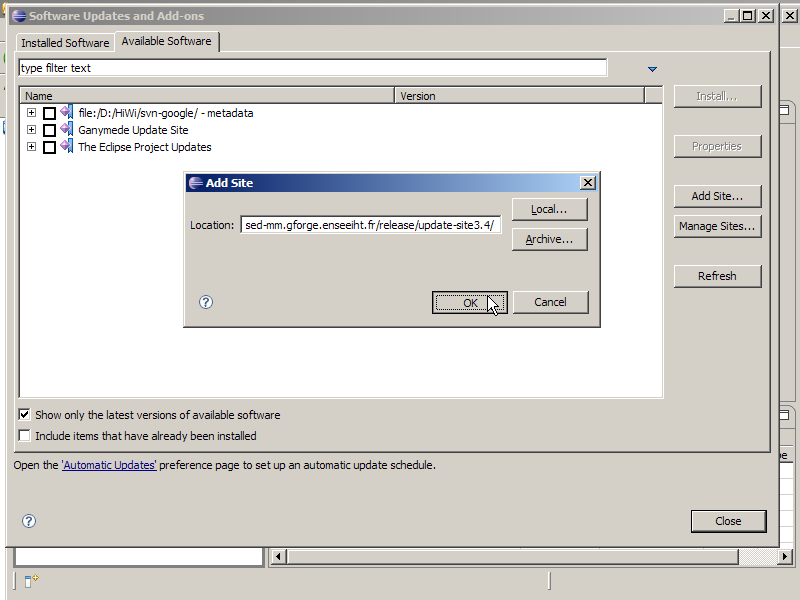 Software Updates and Add-ons
Installed Software
Available Software
type filter text
Name
Version
file:/D:/HiWi/svn-google/ - metadata
Ganymede Update Site
The Eclipse Project Updates
Install...
Properties
Add Site...
Manage Sites...
Refresh
Add Site
Location:
sed-mm.gforge.enseeiht.fr/release/update-site3.4/
Local...
Archive...
?
OK
Cancel
Show only the latest versions of available software
Include items that have already been installed
Open the 'Automatic Updates' preference page to set up an automatic update schedule.
?
Close